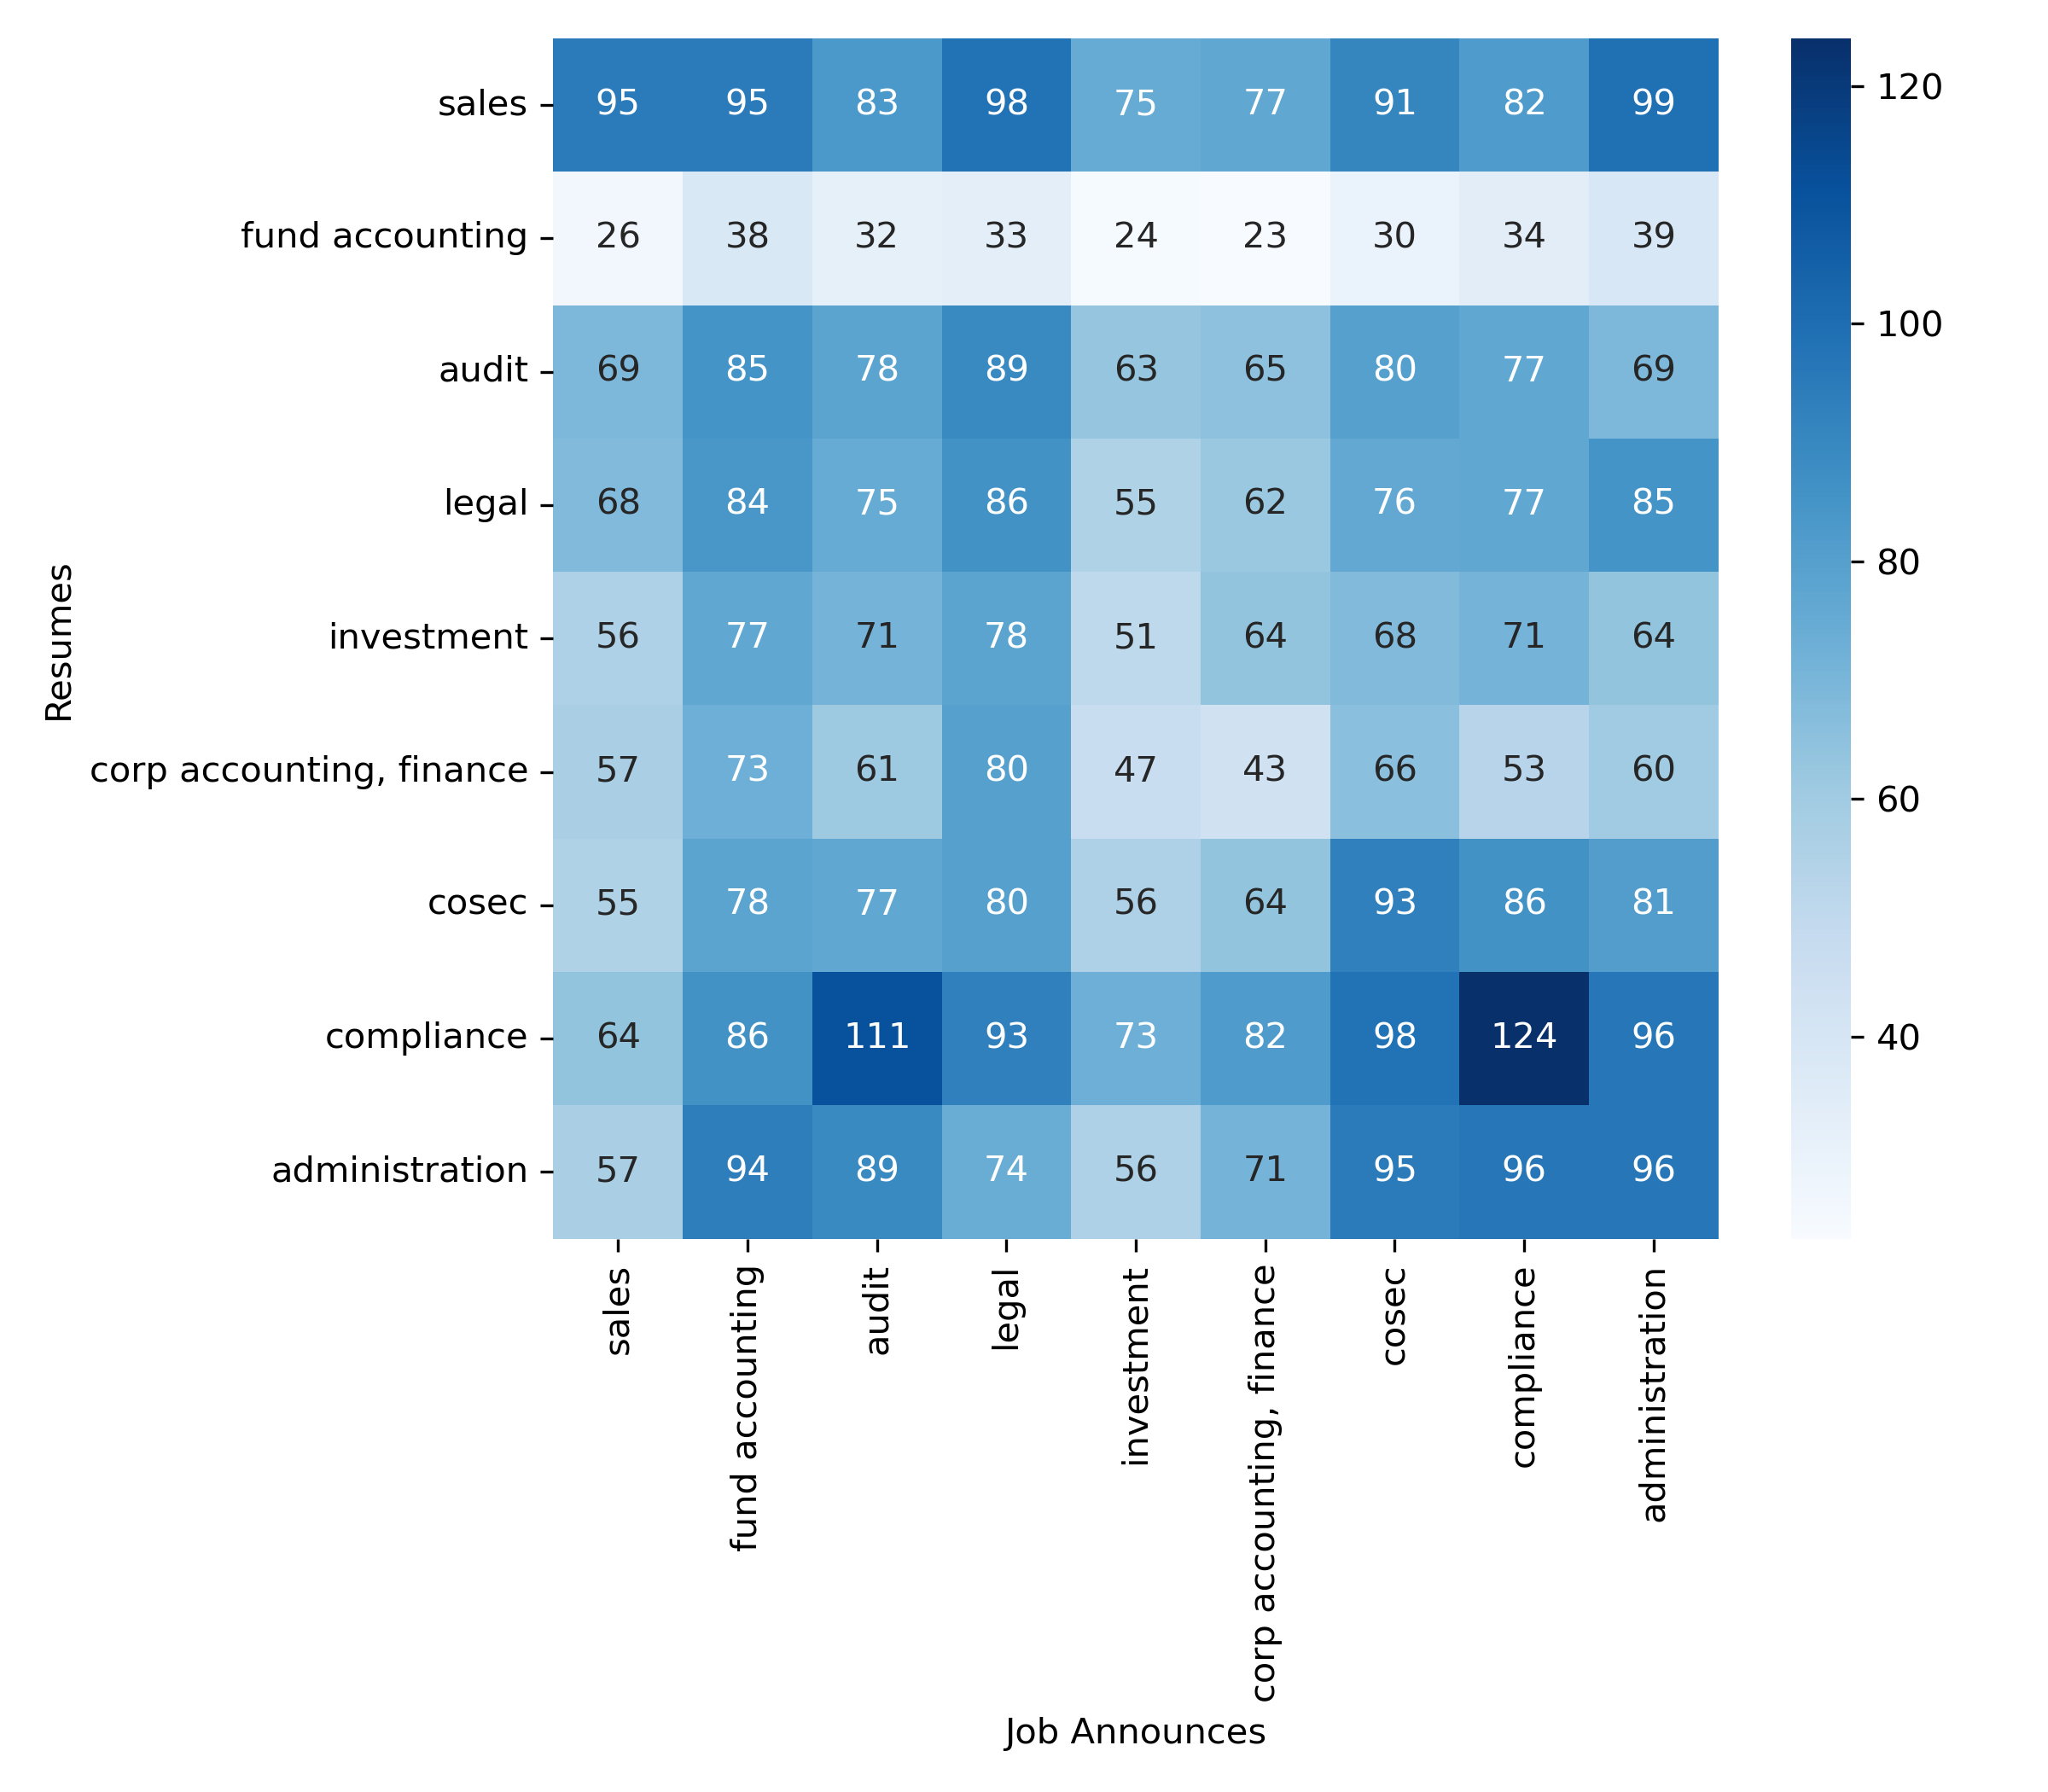 sales 95 95 83 98 75 77 91 82 99
fund accounting 26 38 32 33 24 23 30 34 39
audit 69 85 78 89 63 65 80 77 69
legal 68 84 75 86 55 62 76 77 85
investment 56 77 71 78 51 64 68 71 64
corp accounting, finance 57 73 61 80 47 43 66 53 60
cosec 55 78 77 80 56 64 93 86 81
compliance 64 86 111 93 73 82 98 124 96
administration 57 94 89 74 56 71 95 96 96
Resumes
sales
fund accounting
audit
legal
investment
corp accounting, finance
cosec
compliance
administration
Job Announces
120
100
80
60
40